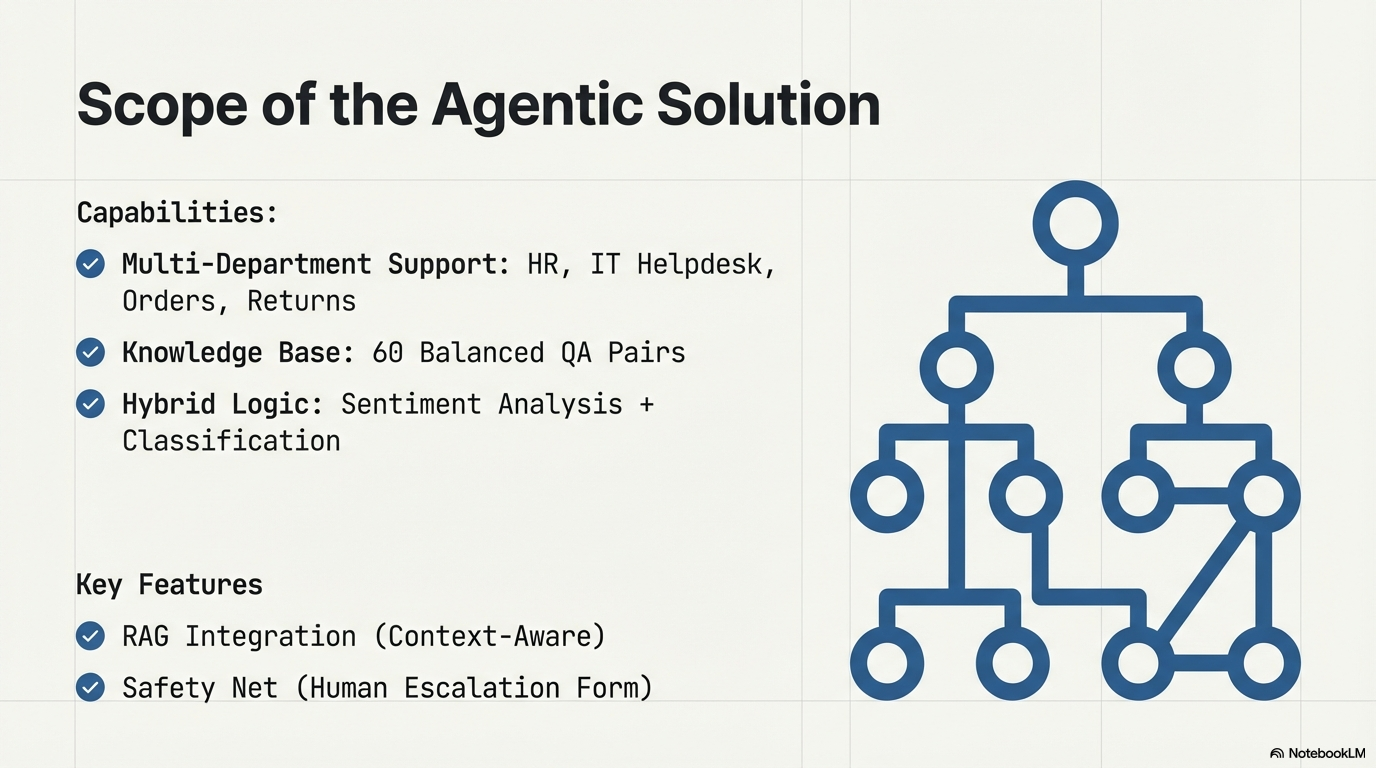 Scope of the Agentic Solution
Capabilities:
Multi-Department Support: HR, IT Helpdesk,
Orders, Returns
Knowledge Base: 60 Balanced QA Pairs
Hybrid Logic: Sentiment Analysis +
Classification
Key Features
RAG Integration (Context-Aware)
Safety Net (Human Escalation Form)
NotebookLM